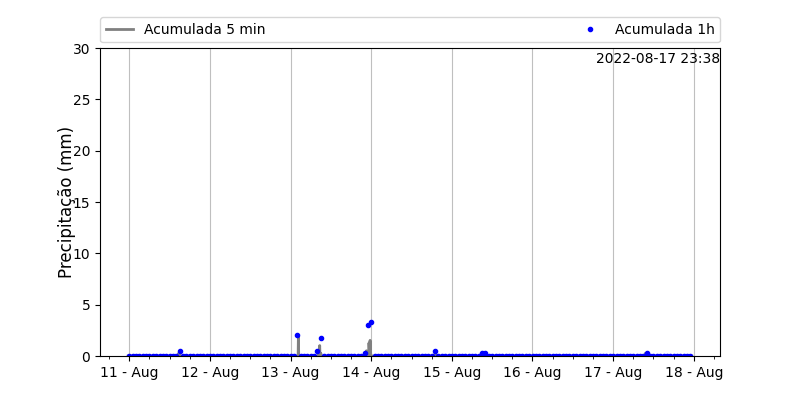 Acumulada 5 min
Acumulada 1h
2022-08-17 23:38
Precipitação (mm)
30
25
20
15
10
5
0
11 - Aug
12 - Aug
13 - Aug
14 - Aug
15 - Aug
16 - Aug
17 - Aug
18 - Aug